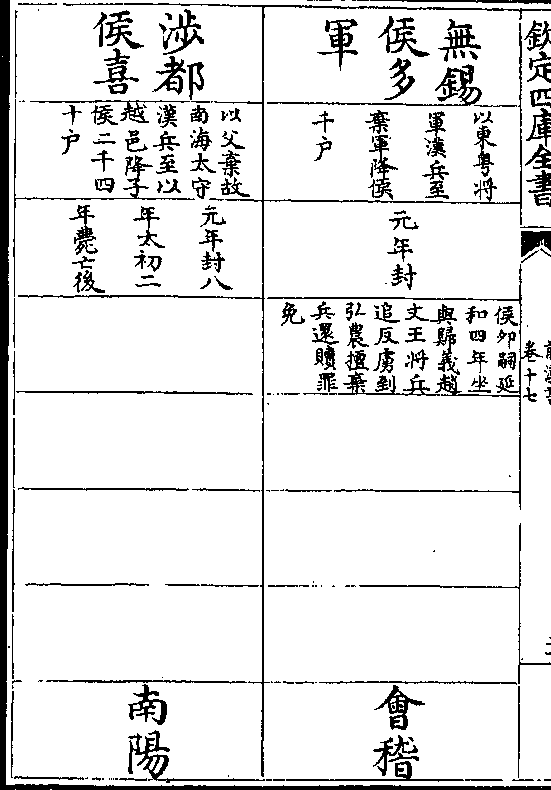 欽定四庫全書
卷十七
無錫
侯多
軍
以東粤將
軍漢兵至
棄軍降侯
千户
元年封
侯卯嗣延
和四年坐
與歸義趙
文王將兵
追反虜到
弘農擅棄
兵還贖罪
免
會稽
涉都
侯喜
以父棄故
南海太守
漢兵至以
越邑降子
侯二千四
十户
元年封八
年太初二
年薨亡後
南陽